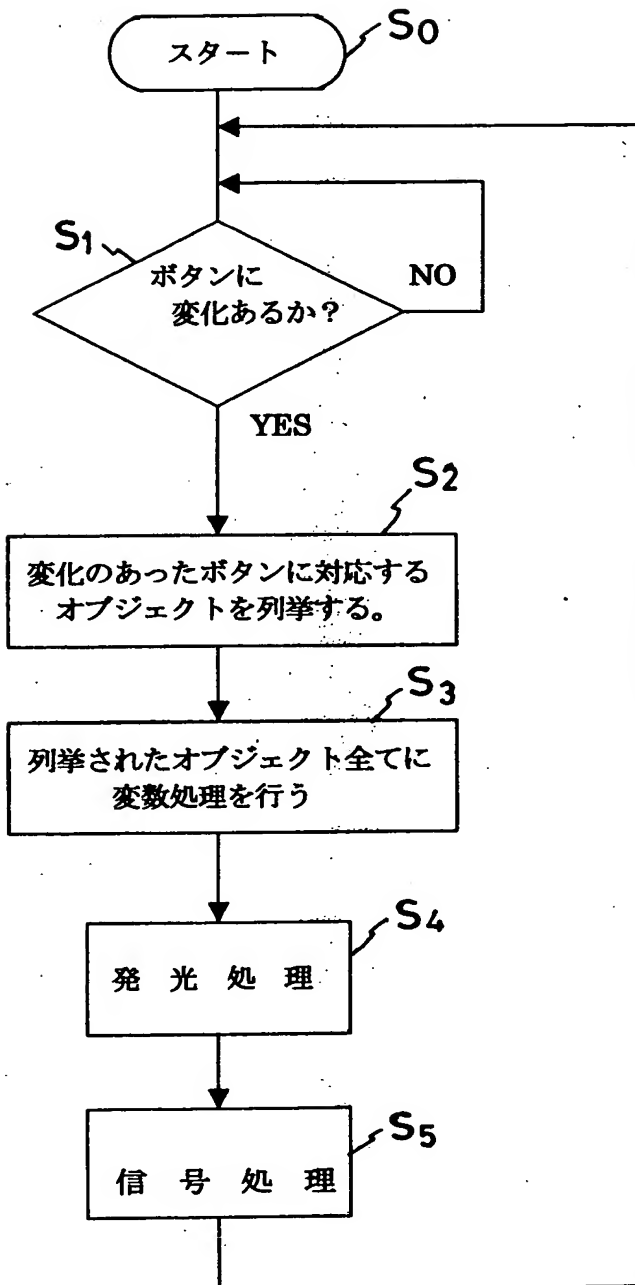 スタート
S0
S1
ボタンに
変化あるか？
NO
YES
S2
変化のあったボタンに対応する
オブジェクトを列挙する。
S3
列挙されたオブジェクト全てに
変数処理を行う
S4
発光処理
S5
信号処理